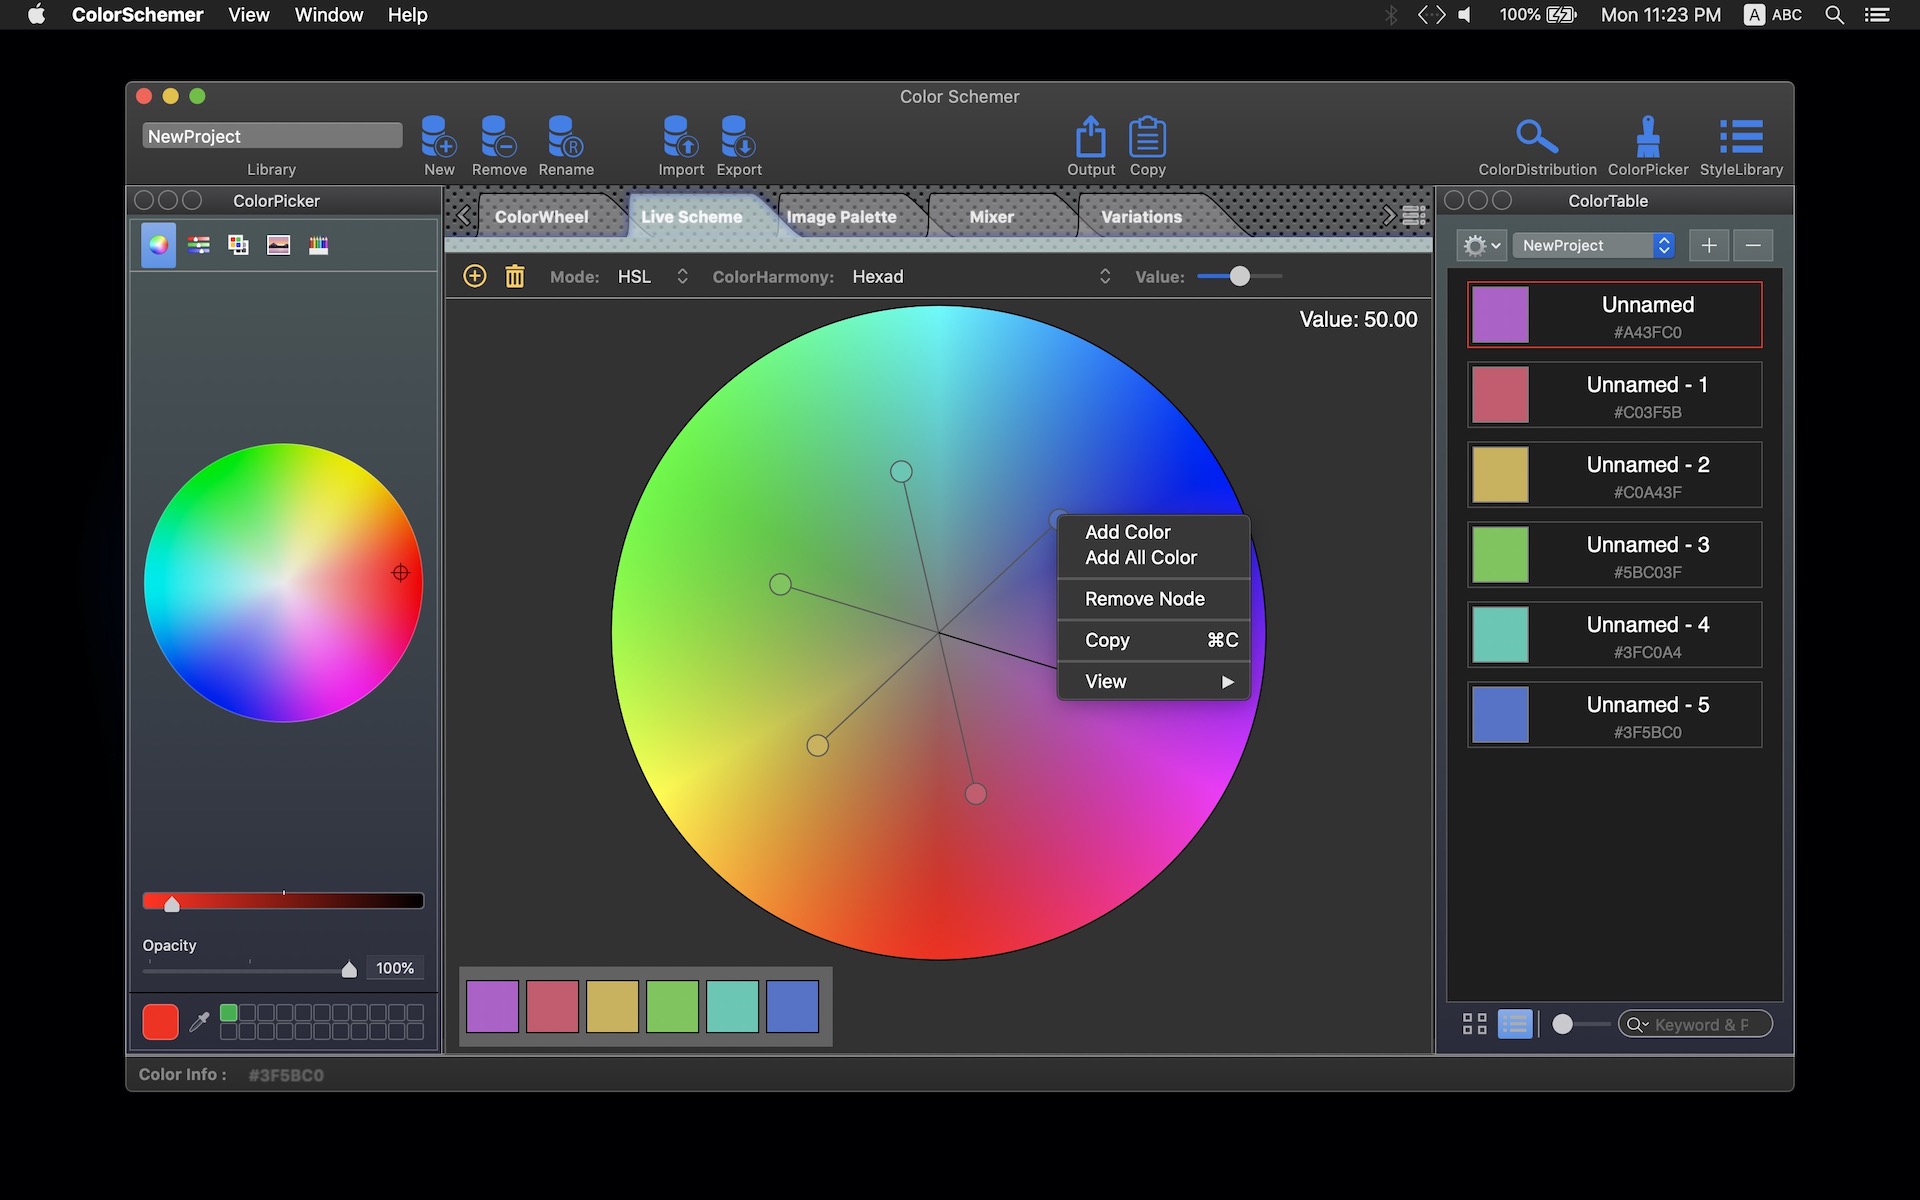 ColorSchemer View Window Help
100% Mon 11:23 PM A ABC
Color Schemer
NewProject
Library New Remove Rename Import Export Output Copy ColorDistribution ColorPicker StyleLibrary
R
ColorPicker
ColorWheel Live Scheme Image Palette Mixer Variations
ColorTable
Mode: HSL ColorHarmony: Hexad Value:
NewProject
Value: 50.00
Add Color
Add All Color
Remove Node
Copy ⌘C
View ▶
Unnamed
#A43FC0
Unnamed - 1
#C03F5B
Unnamed - 2
#C0A43F
Unnamed - 3
#5BC03F
Unnamed - 4
#3FC0A4
Unnamed - 5
#3F5BC0
Opacity
100%
Keyword & F
Color Info : #3F5BC0